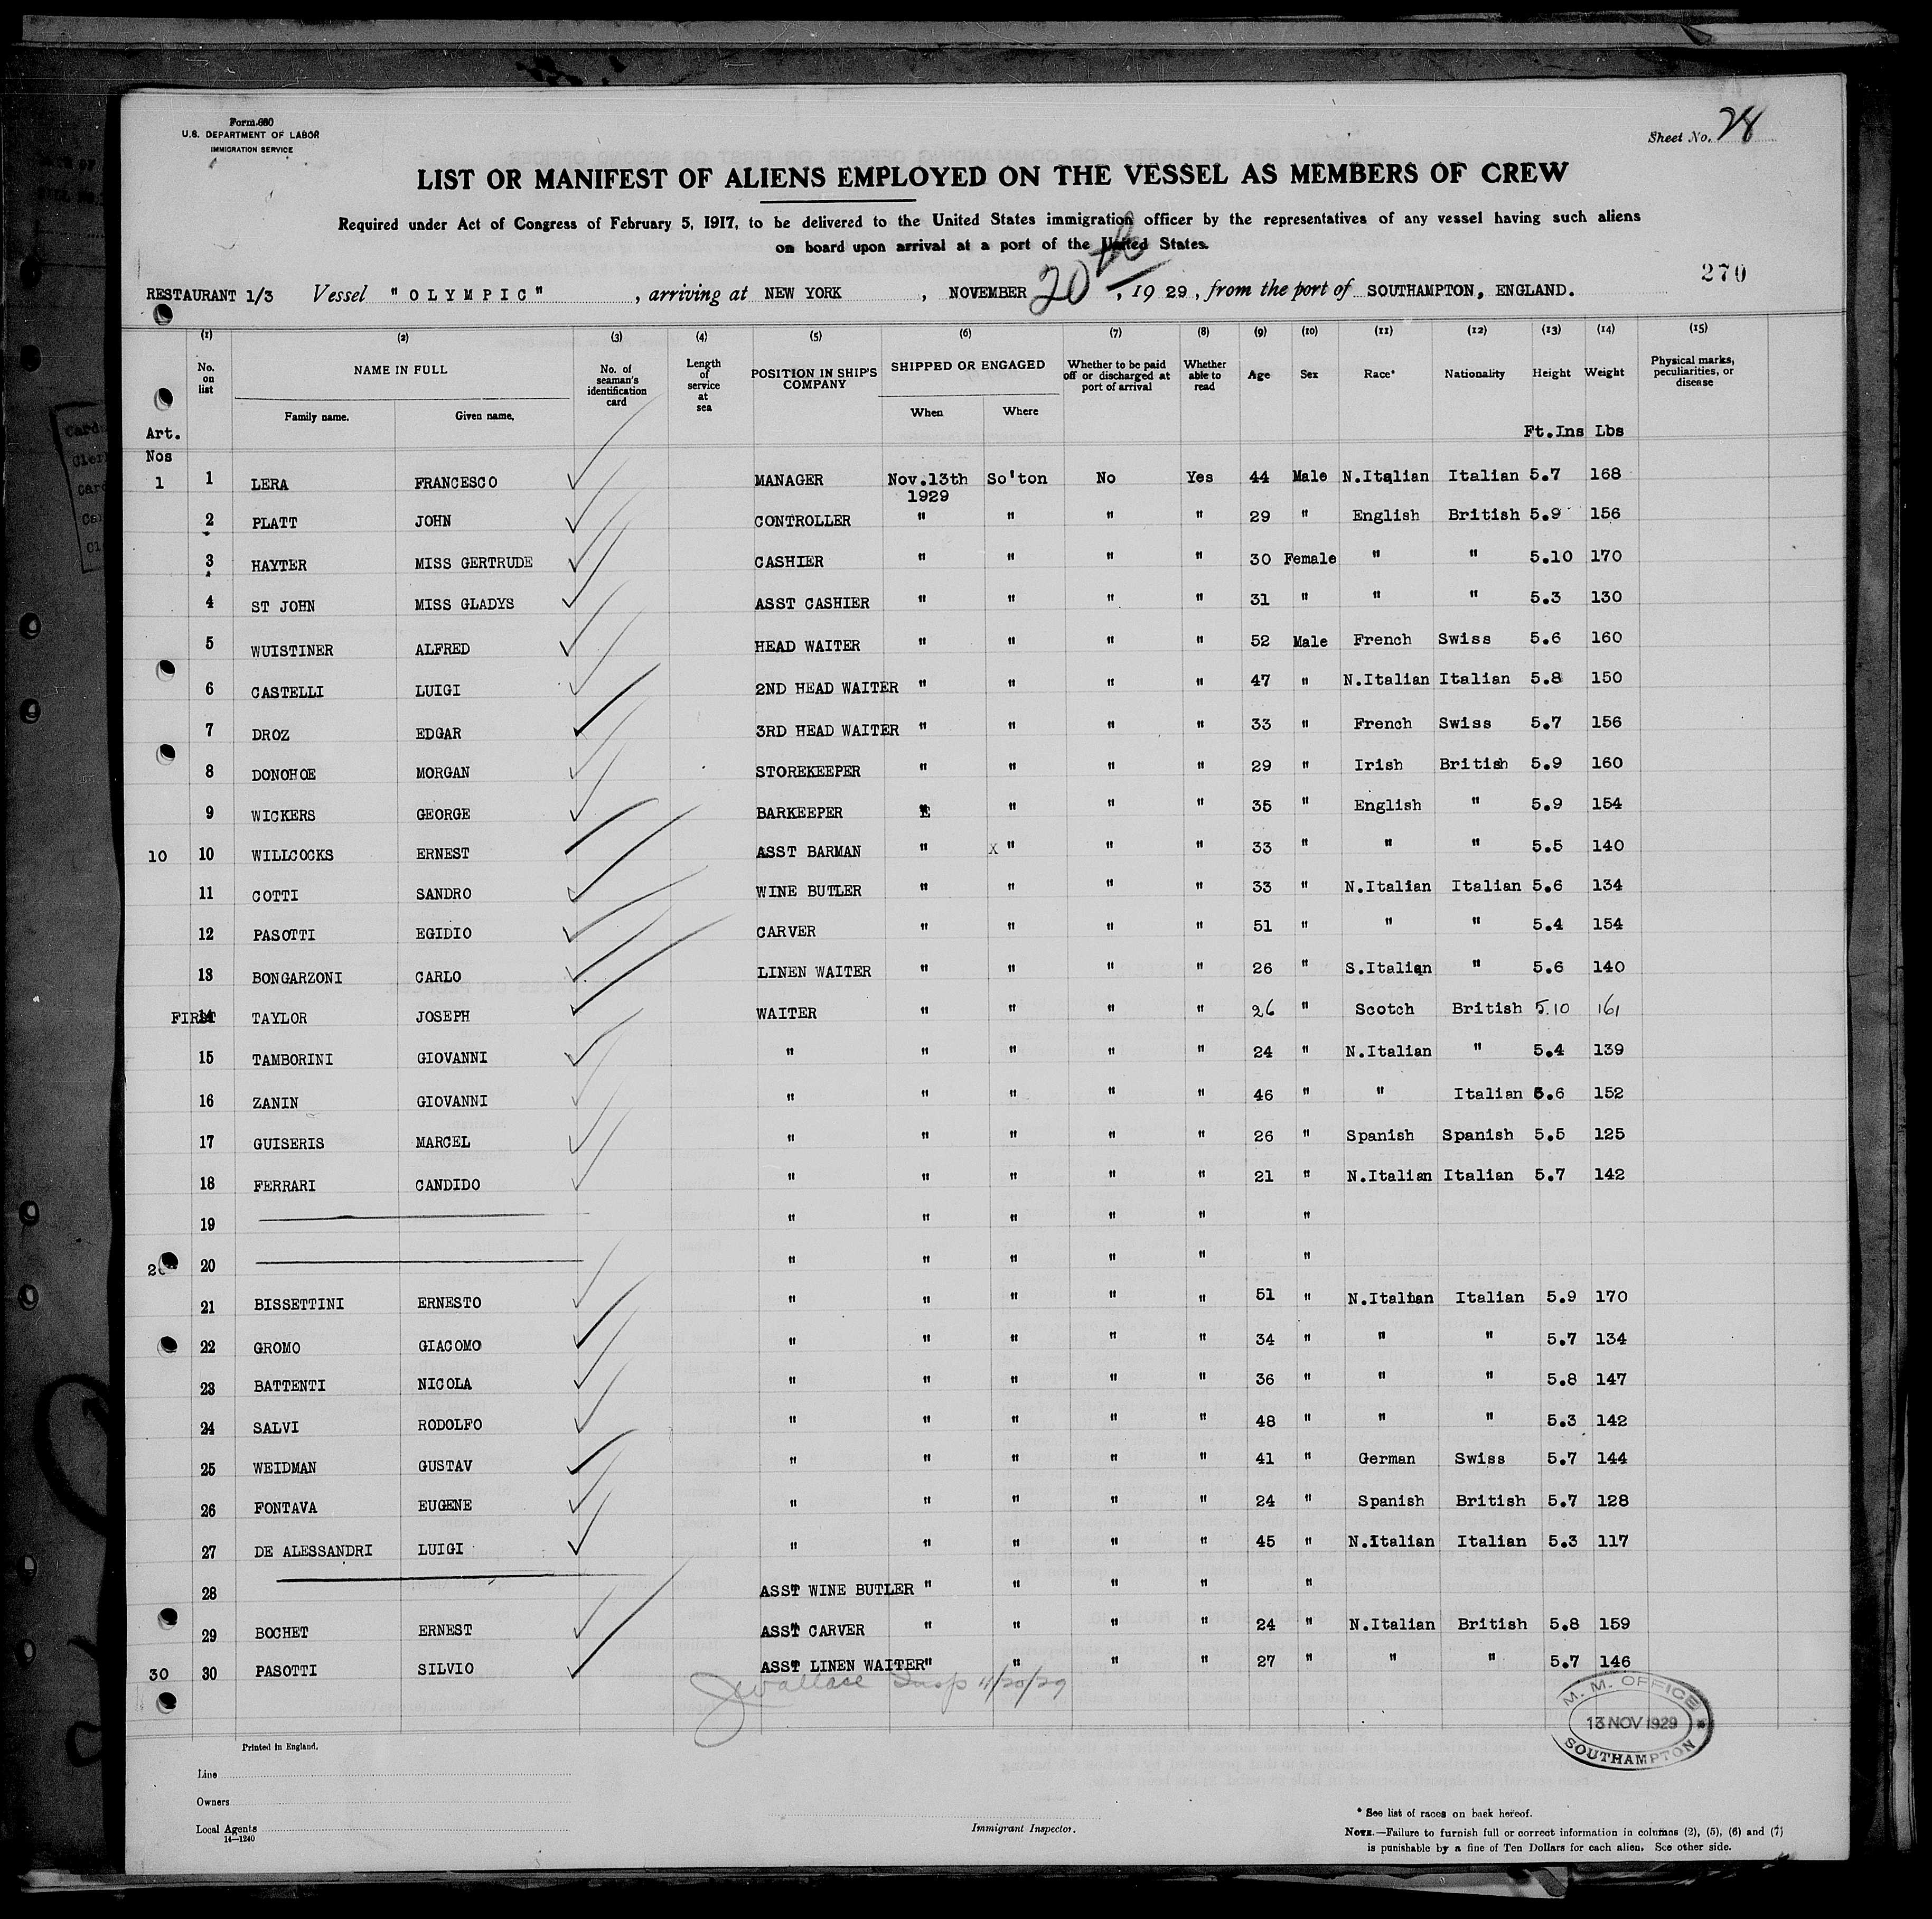 Form 680
U.S. DEPARTMENT OF LABOR
IMMIGRATION SERVICE
Sheet No. 28
LIST OR MANIFEST OF ALIENS EMPLOYED ON THE VESSEL AS MEMBERS OF CREW
Required under Act of Congress of February 5, 1917, to be delivered to the United States immigration officer by the representatives of any vessel having such aliens
on board upon arrival at a port of the United States.
270
RESTAURANT 1/3 Vessel "OLYMPIC", arriving at NEW YORK, NOVEMBER 20th, 1929, from the port of SOUTHAMPTON, ENGLAND.
(1) (2) (3) (4) (5) (6) (7) (8) (9) (10) (11) (12) (13) (14) (15)
No. on list NAME IN FULL Family name. Given name. No. of seaman's identification card Length of service at sea POSITION IN SHIP'S COMPANY SHIPPED OR ENGAGED When Where Whether to be paid off or discharged at port of arrival Whether able to read Age Sex Race* Nationality Height Weight Physical marks, peculiarities, or disease
Art. Ft.Ins Lbs
Nos
1 1 LERA FRANCESCO MANAGER Nov.13th 1929 So'ton No Yes 44 Male N.Italian Italian 5.7 168
2 PLATT JOHN CONTROLLER " " " " 29 " English British 5.9 156
3 HAYTER MISS GERTRUDE CASHIER " " " " 30 Female " " 5.10 170
4 ST JOHN MISS GLADYS ASST CASHIER " " " " 31 " " " 5.3 130
5 WUISTINER ALFRED HEAD WAITER " " " " 52 Male French Swiss 5.6 160
6 CASTELLI LUIGI 2ND HEAD WAITER " " " " 47 " N.Italian Italian 5.8 150
7 DROZ EDGAR 3RD HEAD WAITER " " " " 33 " French Swiss 5.7 156
8 DONOHOE MORGAN STOREKEEPER " " " " 29 " Irish British 5.9 160
9 WICKERS GEORGE BARKEEPER " " " " 35 " English " 5.9 154
10 10 WILLCOCKS ERNEST ASST BARMAN " X " " " 33 " " " 5.5 140
11 COTTI SANDRO WINE BUTLER " " " " 33 " N.Italian Italian 5.6 134
12 PASOTTI EGIDIO CARVER " " " " 51 " " " 5.4 154
13 BONGARZONI CARLO LINEN WAITER " " " " 26 " S.Italian " 5.6 140
FIRST 14 TAYLOR JOSEPH WAITER " " " " 26 " Scotch British 5.10 161
15 TAMBORINI GIOVANNI " " " " " 24 " N.Italian " 5.4 139
16 ZANIN GIOVANNI " " " " " 46 " " Italian 5.6 152
17 GUISERIS MARCEL " " " " " 26 " Spanish Spanish 5.5 125
18 FERRARI CANDIDO " " " " " 21 " N.Italian Italian 5.7 142
19 " " " " " "
20 20 " " " " " "
21 BISSETTINI ERNESTO " " " " " 51 " N.Italian Italian 5.9 170
22 GROMO GIACOMO " " " " " 34 " " " 5.7 134
23 BATTENTI NICOLA " " " " " 36 " " " 5.8 147
24 SALVI RODOLFO " " " " " 48 " " " 5.3 142
25 WEIDMAN GUSTAV " " " " " 41 " German Swiss 5.7 144
26 FONTAVA EUGENE " " " " " 24 " Spanish British 5.7 128
27 DE ALESSANDRI LUIGI " " " " " 45 " N.Italian Italian 5.3 117
28 ASST WINE BUTLER " " " " "
29 BOCHET ERNEST ASST CARVER " " " " 24 " N.Italian British 5.8 159
30 30 PASOTTI SILVIO ASST LINEN WAITER " " " " 27 " " " 5.7 146
J Wallace Insp 11/20/29
M. M. OFFICE
13 NOV 1929
SOUTHAMPTON
Printed in England.
Line
Owners
Local Agents
14—1240
Immigrant Inspector.
* See list of races on back hereof.
NOTE.—Failure to furnish full or correct information in columns (2), (5), (6) and (7)
is punishable by a fine of Ten Dollars for each alien. See other side.